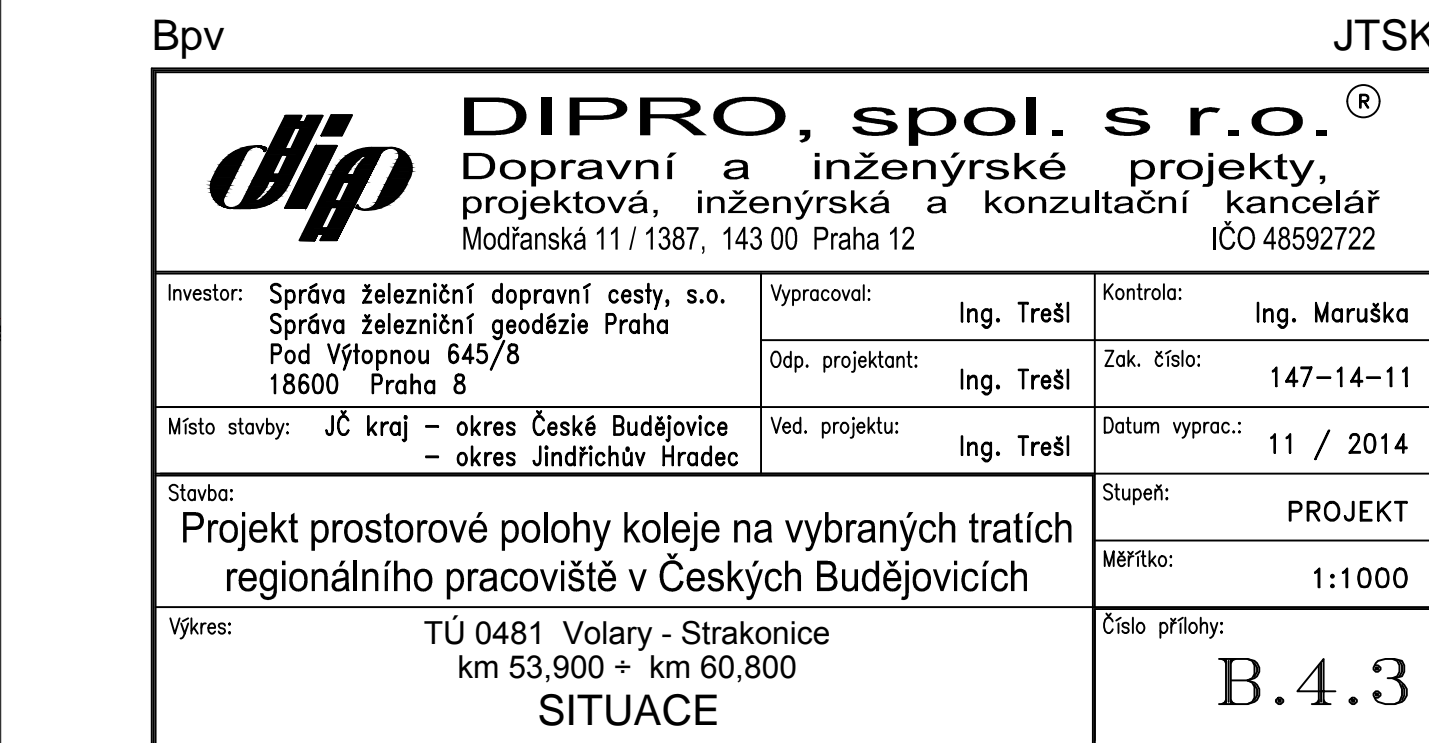 Bpv JTSK
dip
DIPRO, spol. s r.o. ®
Dopravní a inženýrské projekty,
projektová, inženýrská a konzultační kancelář
Modřanská 11 / 1387, 143 00 Praha 12 IČO 48592722
Investor: Správa železniční dopravní cesty, s.o.
Správa železniční geodézie Praha
Pod Výtopnou 645/8
18600 Praha 8
Vypracoval: Ing. Trešl
Kontrola: Ing. Maruška
Odp. projektant: Ing. Trešl
Zak. číslo: 147-14-11
Místo stavby: JČ kraj – okres České Budějovice
– okres Jindřichův Hradec
Ved. projektu: Ing. Trešl
Datum vyprac.: 11 / 2014
Stavba:
Projekt prostorové polohy koleje na vybraných tratích
regionálního pracoviště v Českých Budějovicích
Stupeň: PROJEKT
Měřítko: 1:1000
Výkres: TÚ 0481 Volary - Strakonice
km 53,900 ÷ km 60,800
SITUACE
Číslo přílohy:
B.4.3